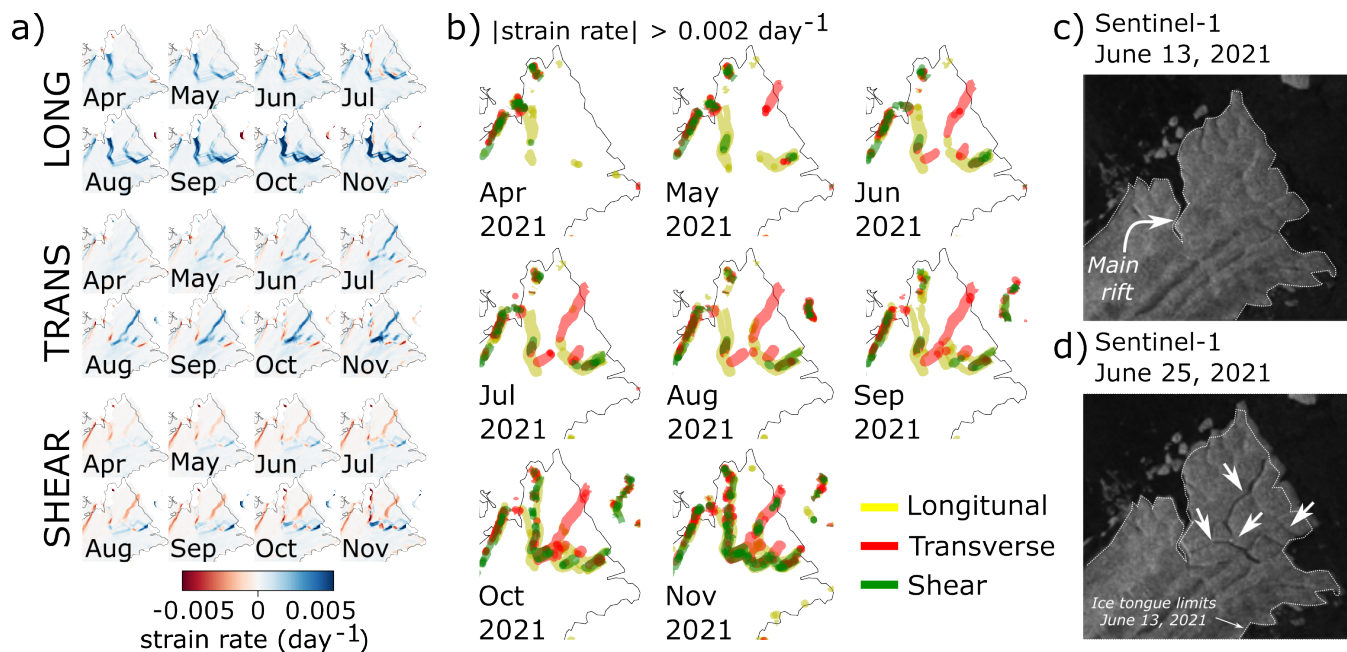 a)
LONG
Apr
May
Jun
Jul
Aug
Sep
Oct
Nov
TRANS
Apr
May
Jun
Jul
Aug
Sep
Oct
Nov
SHEAR
Apr
May
Jun
Jul
Aug
Sep
Oct
Nov
-0.005 0 0.005
strain rate (day-1)
b) |strain rate| > 0.002 day-1
Apr
2021
May
2021
Jun
2021
Jul
2021
Aug
2021
Sep
2021
Oct
2021
Nov
2021
Longitunal
Transverse
Shear
c) Sentinel-1
June 13, 2021
Main
rift
d) Sentinel-1
June 25, 2021
Ice tongue limits
June 13, 2021